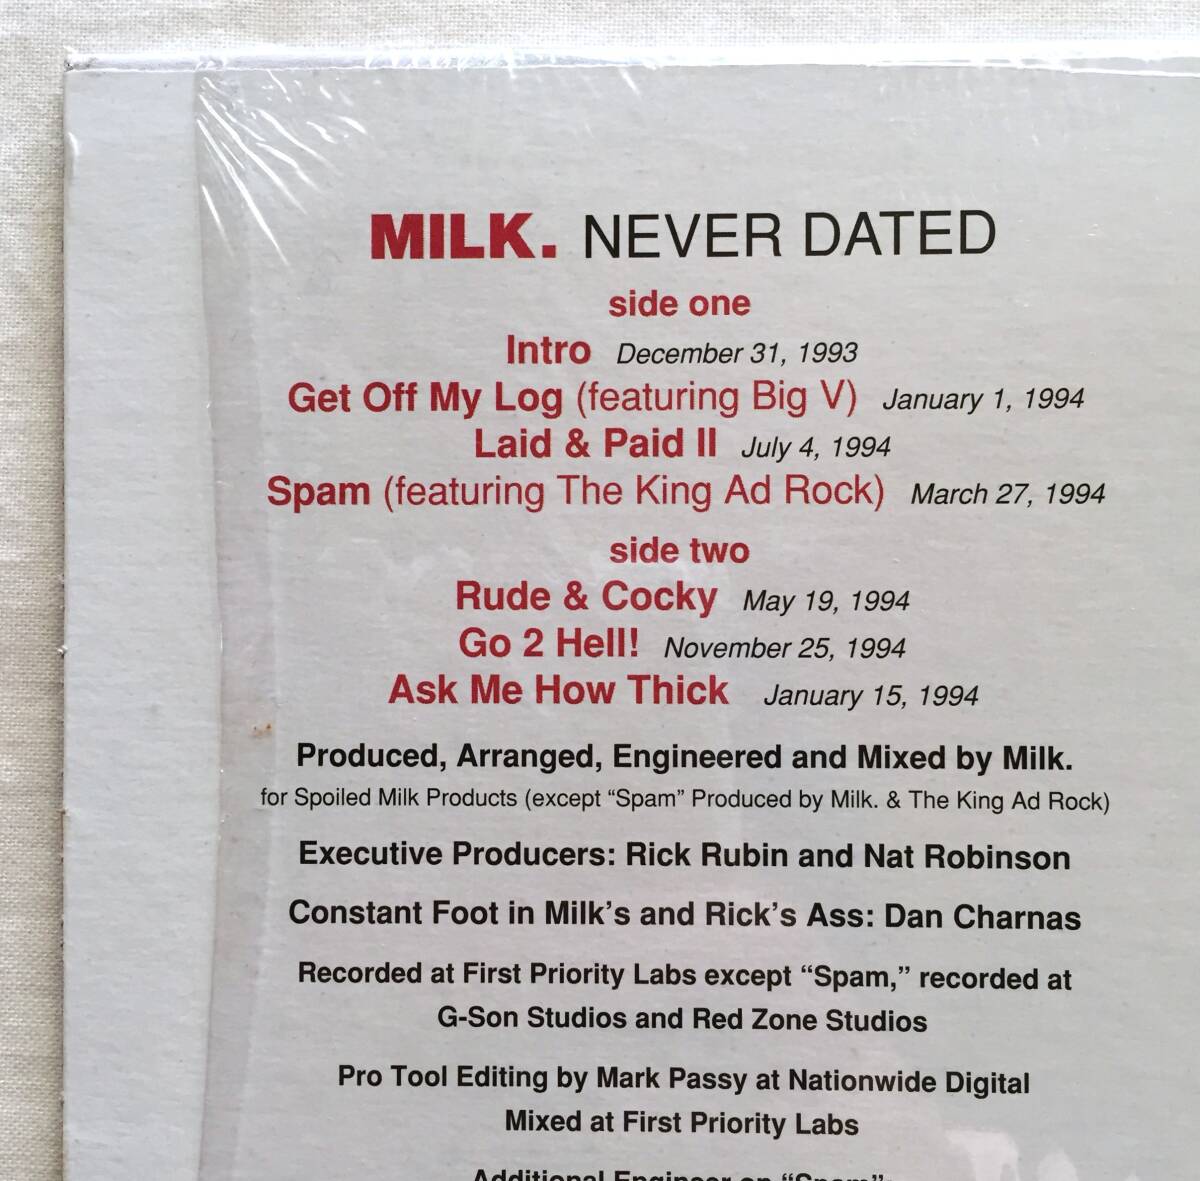 MILK. NEVER DATED
side one
Intro December 31, 1993
Get Off My Log (featuring Big V) January 1, 1994
Laid & Paid II July 4, 1994
Spam (featuring The King Ad Rock) March 27, 1994
side two
Rude & Cocky May 19, 1994
Go 2 Hell! November 25, 1994
Ask Me How Thick January 15, 1994
Produced, Arranged, Engineered and Mixed by Milk.
for Spoiled Milk Products (except “Spam” Produced by Milk. & The King Ad Rock)
Executive Producers: Rick Rubin and Nat Robinson
Constant Foot in Milk’s and Rick’s Ass: Dan Charnas
Recorded at First Priority Labs except “Spam,” recorded at
G-Son Studios and Red Zone Studios
Pro Tool Editing by Mark Passy at Nationwide Digital
Mixed at First Priority Labs
Additional Engineer on “Spam”: